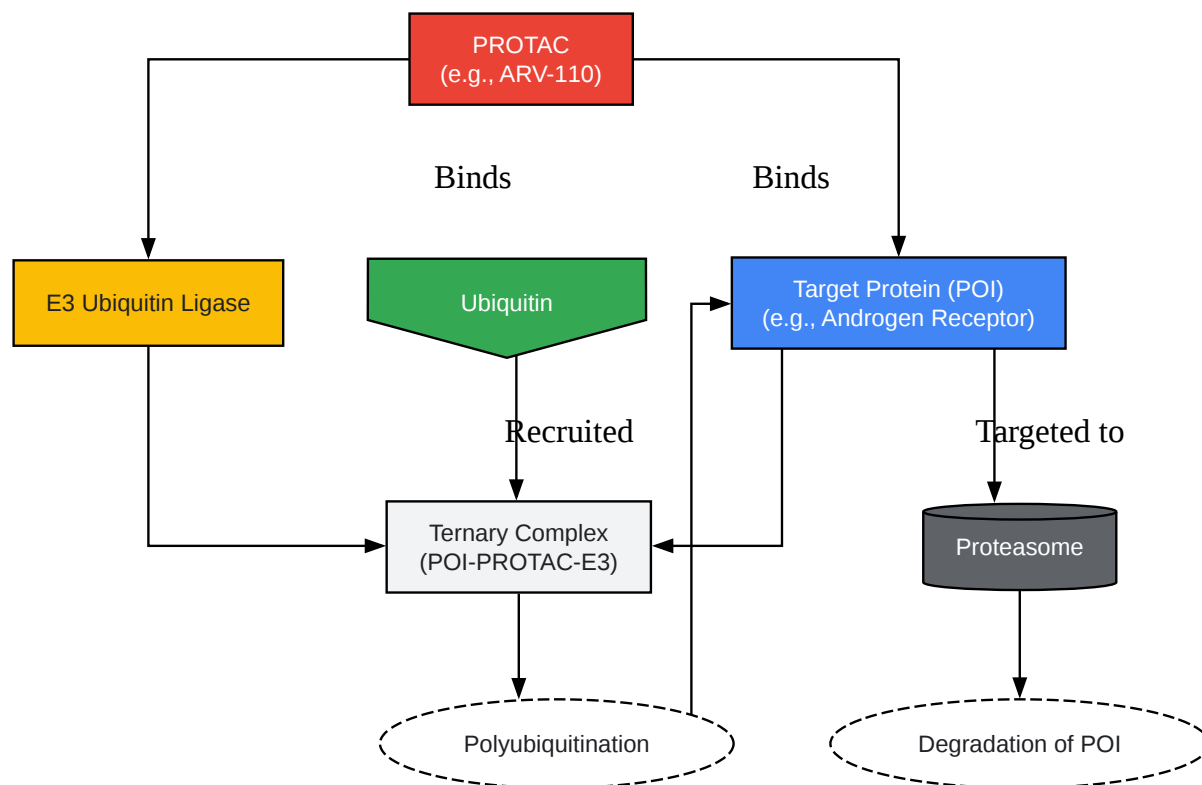 PROTAC
(e.g., ARV-110)
Binds
Binds
E3 Ubiquitin Ligase
Ubiquitin
Target Protein (POI)
(e.g., Androgen Receptor)
Recruited
Targeted to
Ternary Complex
(POI-PROTAC-E3)
Proteasome
Polyubiquitination
Degradation of POI